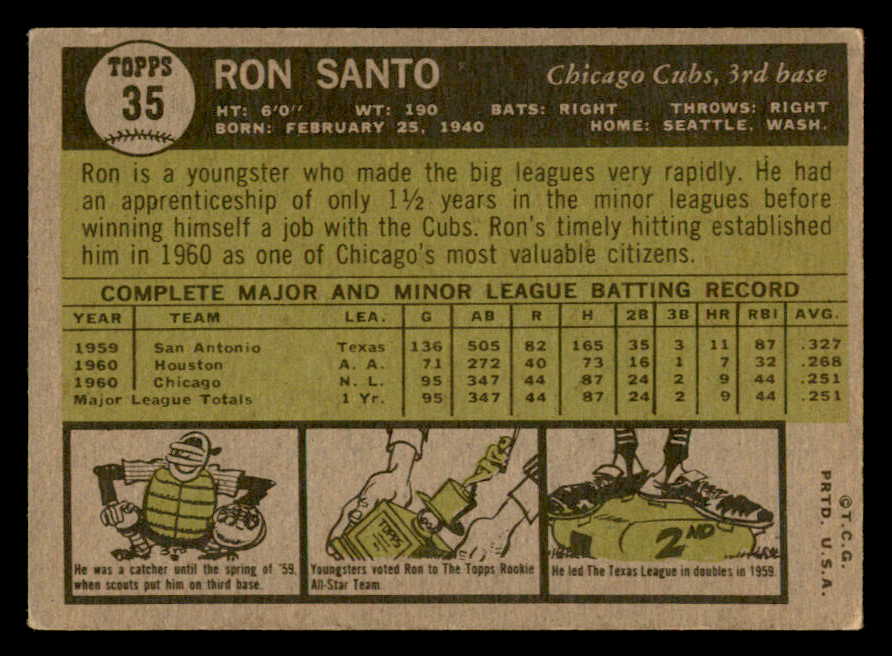 TOPPS
35
RON SANTO
Chicago Cubs, 3rd base
HT: 6'0" WT: 190 BATS: RIGHT THROWS: RIGHT
BORN: FEBRUARY 25, 1940 HOME: SEATTLE, WASH.
Ron is a youngster who made the big leagues very rapidly. He had
an apprenticeship of only 1½ years in the minor leagues before
winning himself a job with the Cubs. Ron's timely hitting established
him in 1960 as one of Chicago's most valuable citizens.
COMPLETE MAJOR AND MINOR LEAGUE BATTING RECORD
YEAR TEAM LEA. G AB R H 2B 3B HR RBI AVG.
1959 San Antonio Texas 136 505 82 165 35 3 11 87 .327
1960 Houston A. A. 71 272 40 73 16 1 7 32 .268
1960 Chicago N. L. 95 347 44 87 24 2 9 44 .251
Major League Totals 1 Yr. 95 347 44 87 24 2 9 44 .251
He was a catcher until the spring of '59,
when scouts put him on third base.
TOPPS
Youngsters voted Ron to The Topps Rookie
All-Star Team.
2ND
He led The Texas League in doubles in 1959.
©T.C.G.
PRTD. U.S.A.